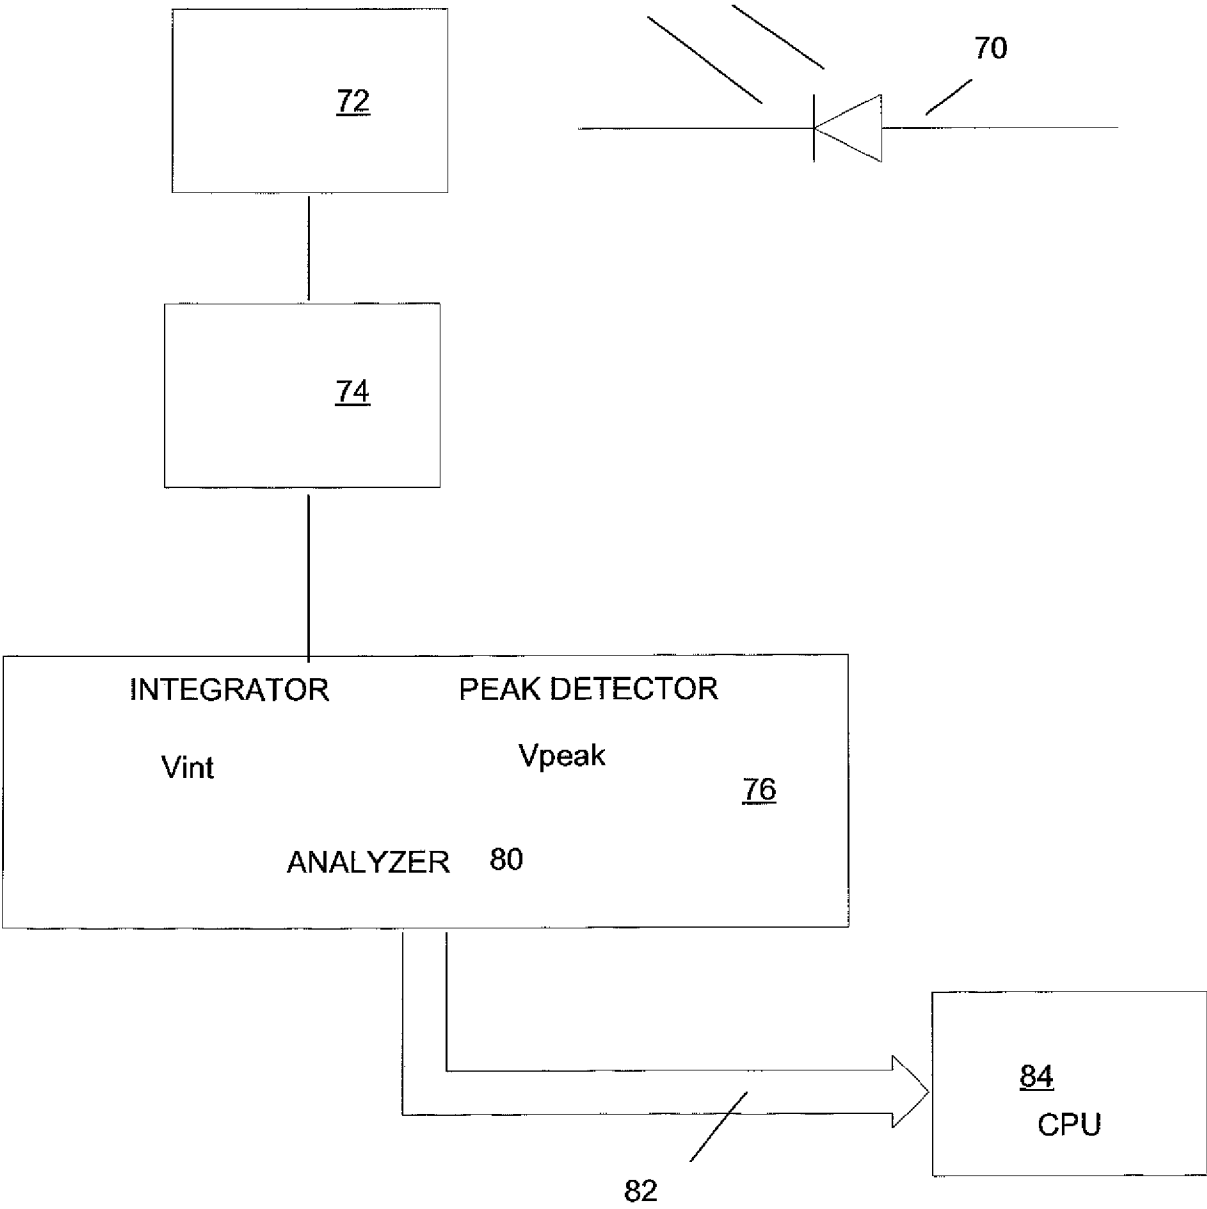 70
72
74
INTEGRATOR PEAK DETECTOR
Vint Vpeak
76
ANALYZER 80
84
CPU
82